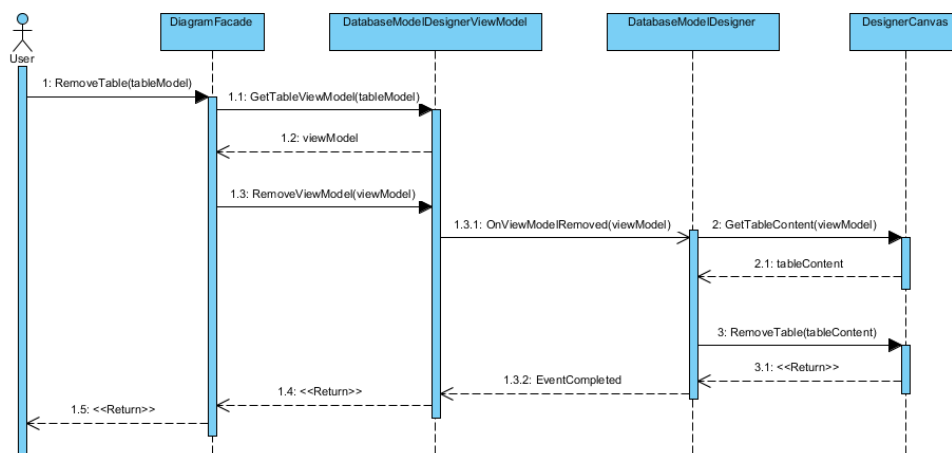 DiagramFacade
DatabaseModelDesignerViewModel
DatabaseModelDesigner
DesignerCanvas
User
1: RemoveTable(tableModel)
1.1: GetTableViewModel(tableModel)
1.2: viewModel
1.3: RemoveViewModel(viewModel)
1.3.1: OnViewModelRemoved(viewModel)
2: GetTableContent(viewModel)
2.1: tableContent
3: RemoveTable(tableContent)
3.1: <<Return>>
1.3.2: EventCompleted
1.4: <<Return>>
1.5: <<Return>>